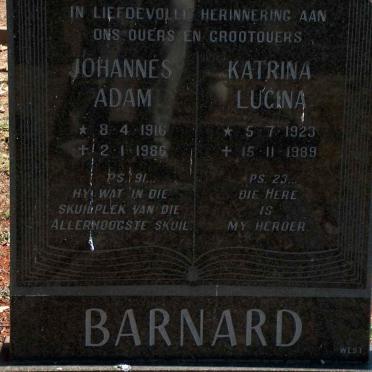 IN LIEFDEVOLLE HERINNERING AAN
ONS OUERS EN GROOTOUERS
JOHANNES
ADAM
★ 8-4-1916
✝ 2-1-1986
PS. 91...
HY WAT IN DIE
SKUILPLEK VAN DIE
ALLERHOOGSTE SKUIL
KATRINA
LUCINA
★ 5-7-1923
✝ 15-11-1989
PS. 23...
DIE HERE
IS
MY HERDER
BARNARD
WEST